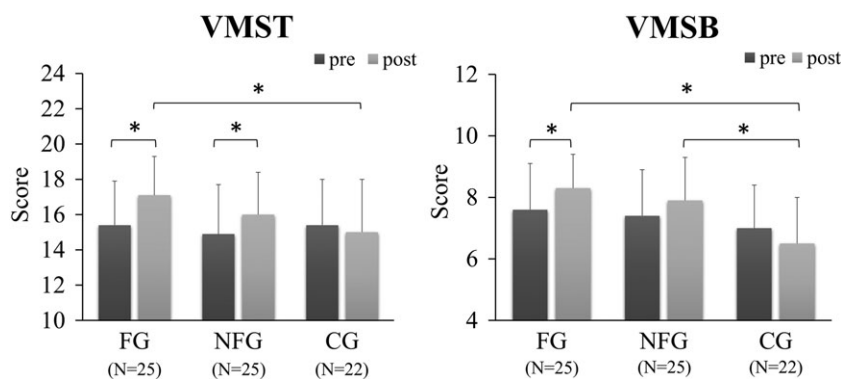 VMST
pre post
24
22
20
18
16
14
12
10
Score
*
*
*
FG NFG CG
(N=25) (N=25) (N=22)
VMSB
pre post
12
10
8
6
4
Score
*
*
*
FG NFG CG
(N=25) (N=25) (N=22)